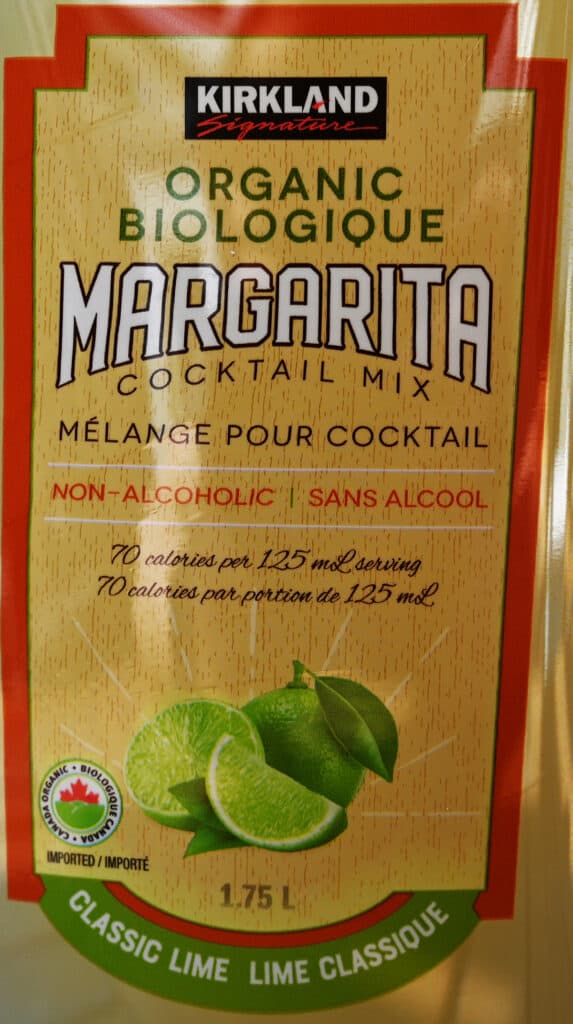 KIRKLAND
Signature
ORGANIC
BIOLOGIQUE
MARGARITA
COCKTAIL MIX
MÉLANGE POUR COCKTAIL
NON-ALCOHOLIC | SANS ALCOOL
70 calories per 125 mL serving
70 calories par portion de 125 mL
CANADA ORGANIC • BIOLOGIQUE CANADA •
IMPORTED / IMPORTÉ
1.75 L
CLASSIC LIME LIME CLASSIQUE